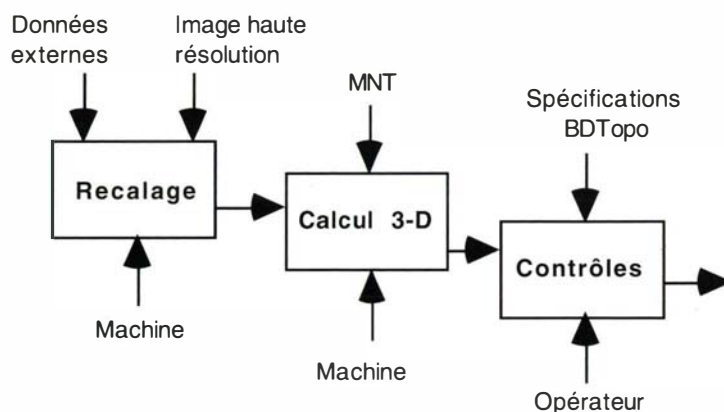 Données
externes
Image haute
résolution
MNT
Spécifications
BDTopo
Recalage
Calcul 3-D
Contrôles
Machine
Machine
Opérateur